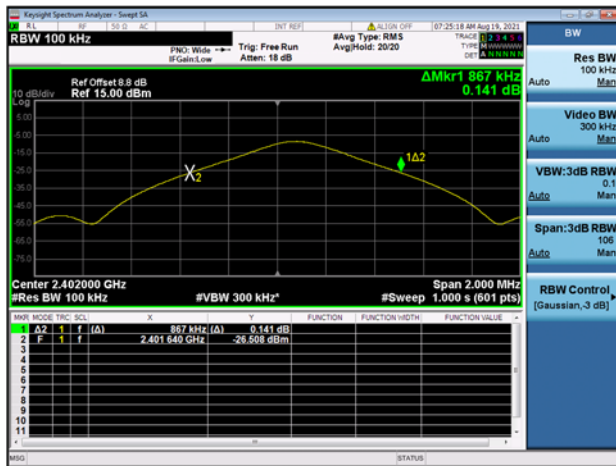 Keysight Spectrum Analyzer - Swept SA
RL RF 50 Ω AC INT REF ALIGN OFF 07:25:18 AM Aug 19, 2021
RBW 100 kHz
PNO: Wide
IFGain:Low
Trig: Free Run
Atten: 18 dB
#Avg Type: RMS
Avg|Hold: 20/20
TRACE 1 2 3 4 5 6
TYPE M W W W W W
DET A N N N N N
Ref Offset 8.8 dB
10 dB/div Ref 15.00 dBm
ΔMkr1 867 kHz
0.141 dB
Log
5.00
-5.00
-15.0
-25.0
-35.0
-45.0
-55.0
-65.0
-75.0
X2
1Δ2
Center 2.402000 GHz Span 2.000 MHz
#Res BW 100 kHz #VBW 300 kHz* #Sweep 1.000 s (601 pts)
MKR MODE TRC SCL X Y FUNCTION FUNCTION WIDTH FUNCTION VALUE
1 Δ2 1 f (Δ) 867 kHz (Δ) 0.141 dB
2 F 1 f 2.401 640 GHz -26.508 dBm
3
4
5
6
7
8
9
10
11
MSG STATUS
BW
Res BW
100 kHz
Auto Man
Video BW
300 kHz
Auto Man
VBW:3dB RBW
0.1
Auto Man
Span:3dB RBW
106
Auto Man
RBW Control
[Gaussian,-3 dB]